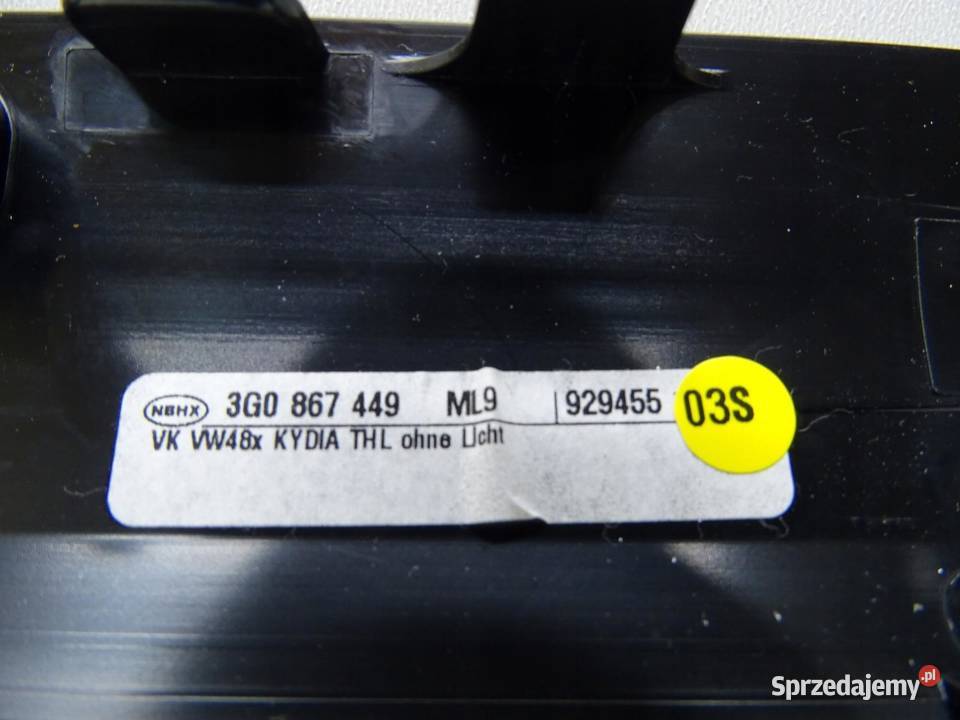 NBHX 3G0 867 449 ML9 929455 03S
VK VW48x KYDIA THL ohne Licht
Sprzedajemy.pl